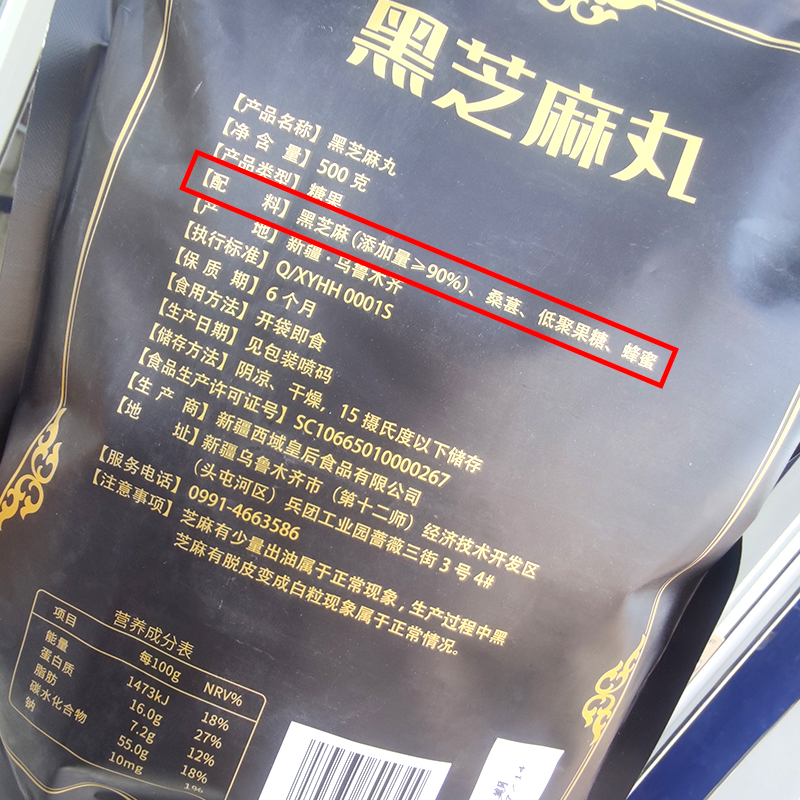 黑芝麻丸
【产品名称】黑芝麻丸
【净含量】500克
【产品类型】糖果
【配料】黑芝麻(添加量≥90%)、桑葚、低聚果糖、蜂蜜
【产地】新疆·乌鲁木齐
【执行标准】Q/XYHH 0001S
【保质期】6个月
【食用方法】开袋即食
【生产日期】见包装喷码
【储存方法】阴凉、干燥，15摄氏度以下储存
【食品生产许可证号】SC10665010000267
【生产商】新疆西域皇后食品有限公司
【地址】新疆乌鲁木齐市（第十二师）经济技术开发区
（头屯河区）兵团工业园蔷薇三街3号4#
【服务电话】0991-4663586
【注意事项】芝麻有少量出油属于正常现象，生产过程中黑
芝麻有脱皮变成白粒现象属于正常情况。
营养成分表
项目 每100g NRV%
能量 1473kJ 18%
蛋白质 16.0g 27%
脂肪 7.2g 12%
碳水化合物 55.0g 18%
钠 10mg 1%